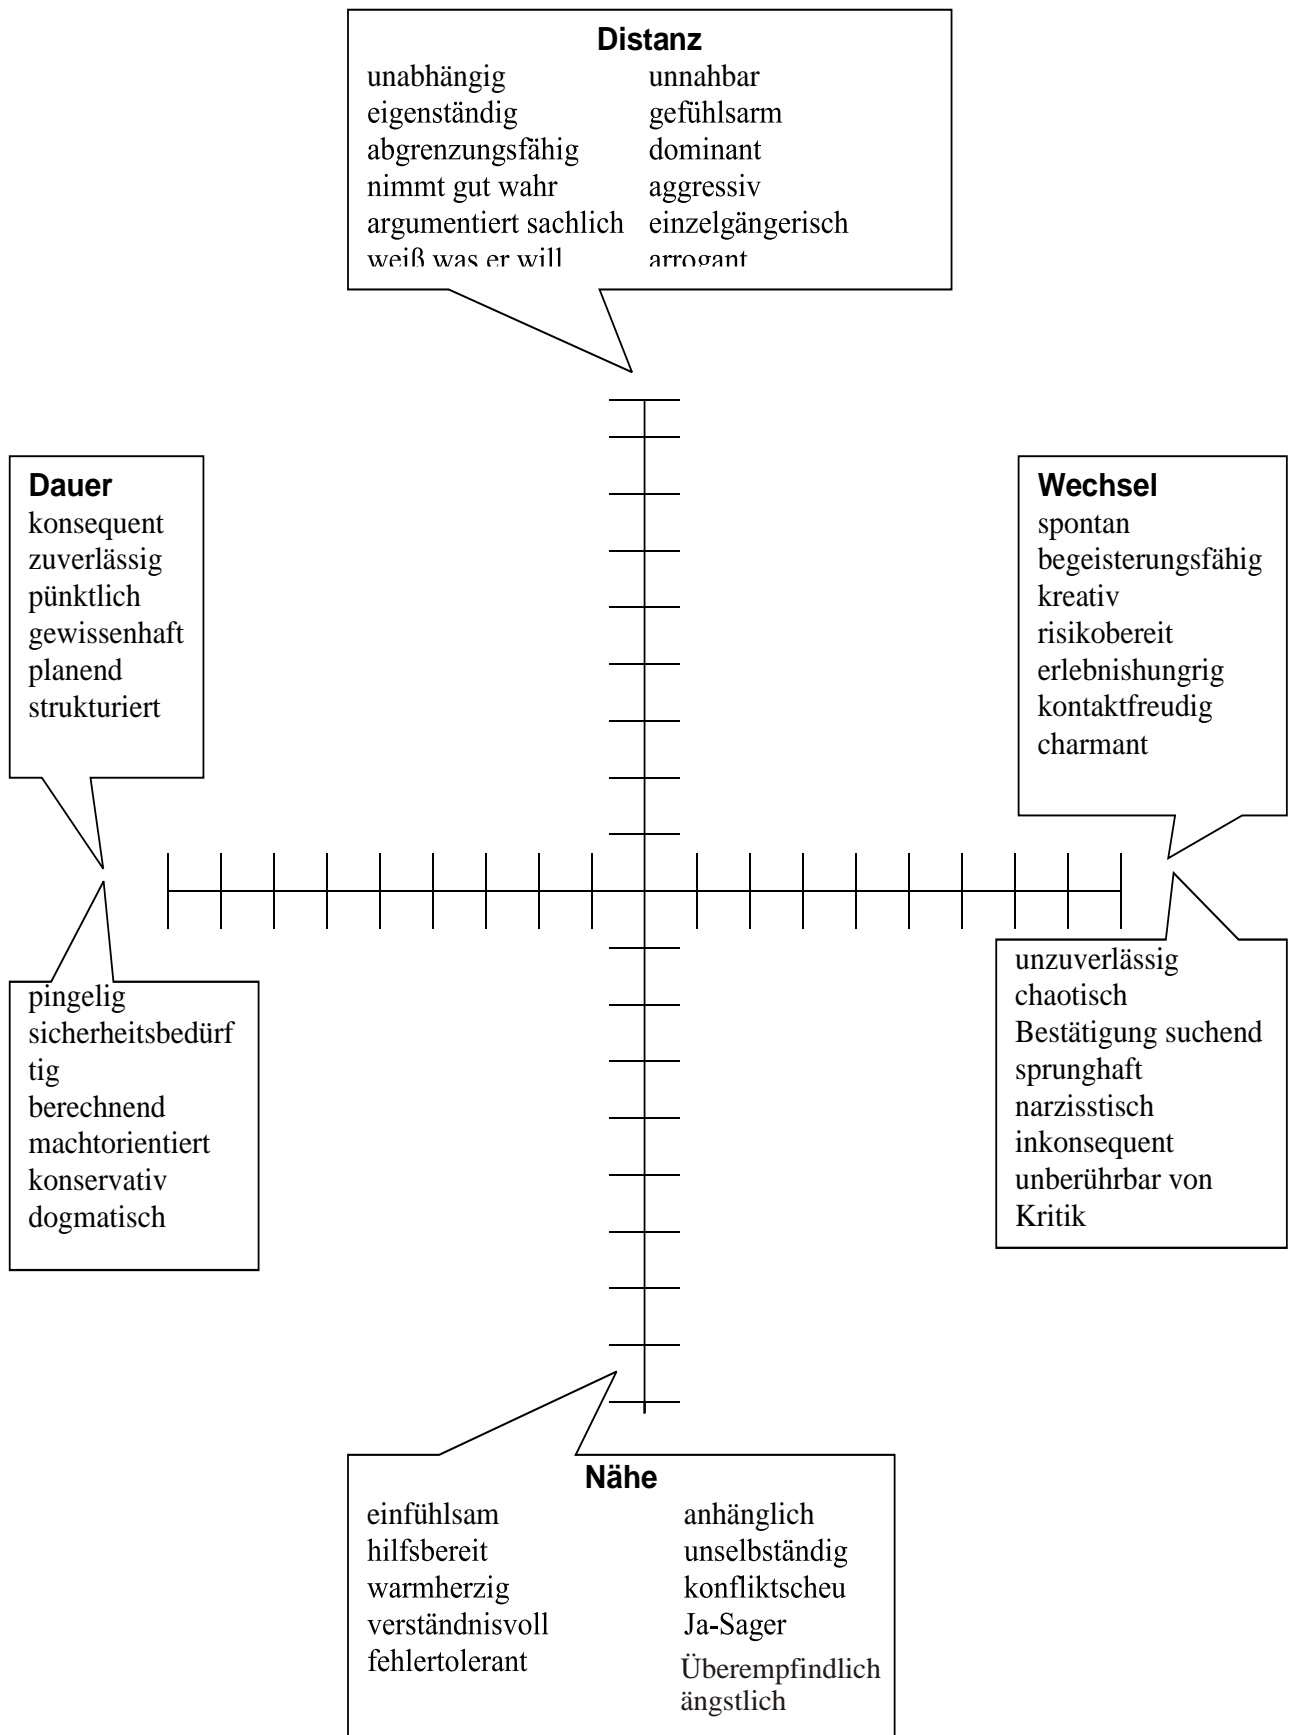 Distanz
unabhängig unnahbar
eigenständig gefühlsarm
abgrenzungsfähig dominant
nimmt gut wahr aggressiv
argumentiert sachlich einzelgängerisch
weiß was er will arrogant
Dauer
konsequent
zuverlässig
pünktlich
gewissenhaft
planend
strukturiert
Wechsel
spontan
begeisterungsfähig
kreativ
risikobereit
erlebnishungrig
kontaktfreudig
charmant
pingelig
sicherheitsbedürf
tig
berechnend
machtorientiert
konservativ
dogmatisch
unzuverlässig
chaotisch
Bestätigung suchend
sprunghaft
narzisstisch
inkonsequent
unberührbar von
Kritik
Nähe
einfühlsam anhänglich
hilfsbereit unselbständig
warmherzig konfliktscheu
verständnisvoll Ja-Sager
fehlertolerant Überempfindlich
ängstlich